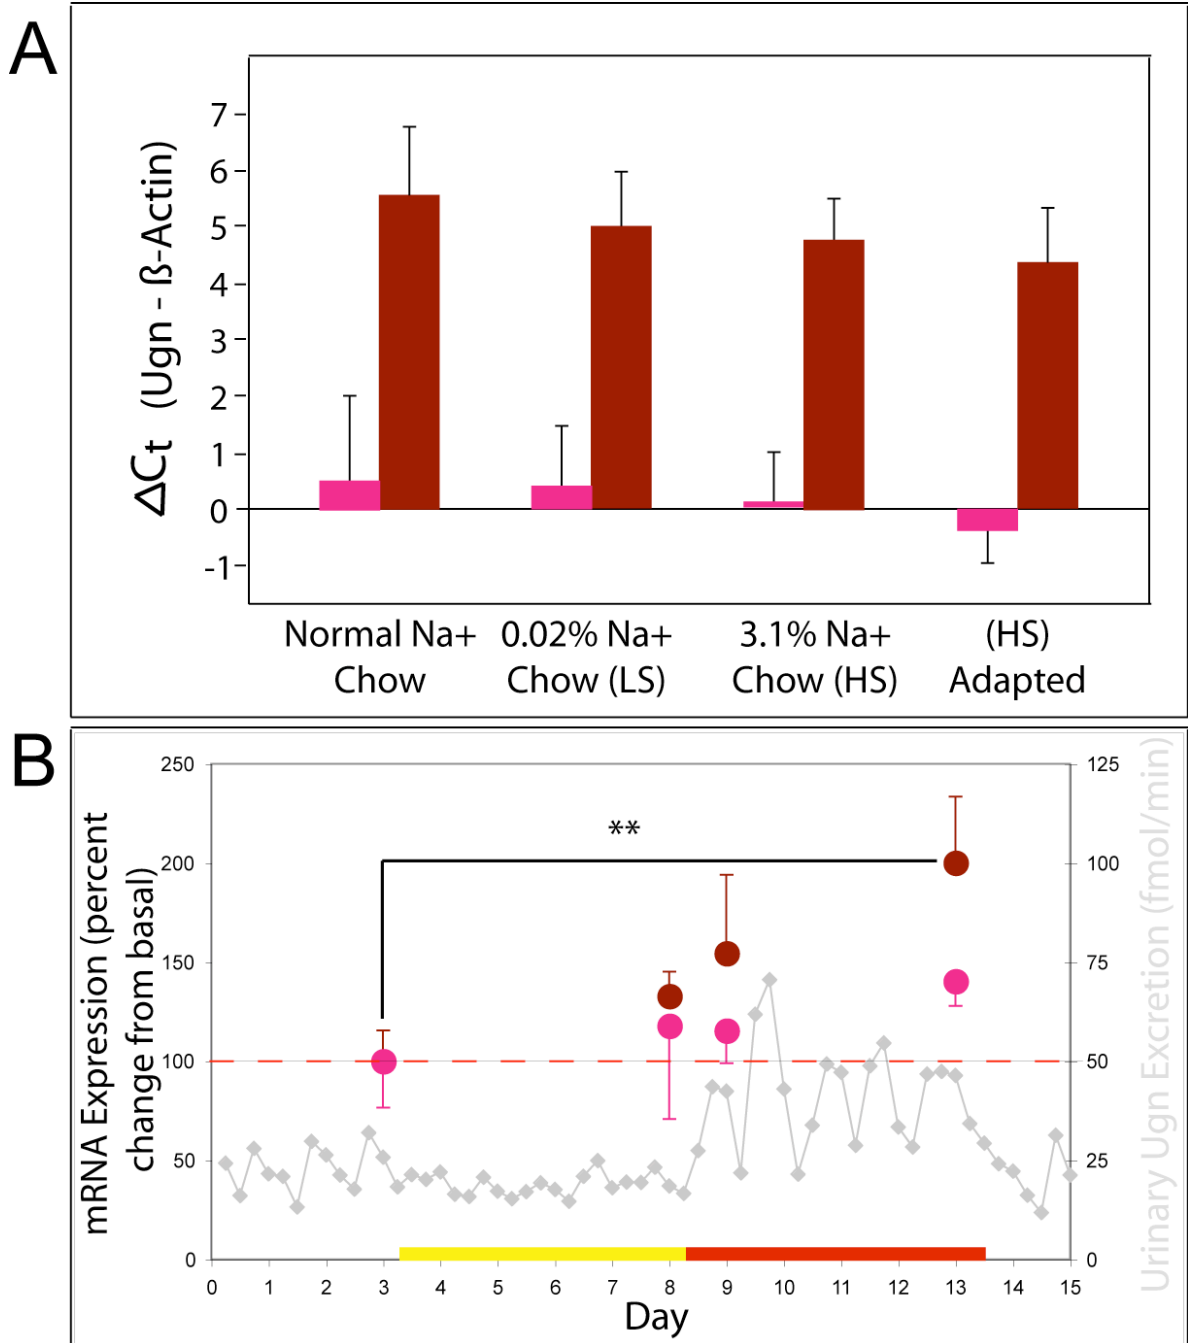 A
ΔCt (Ugn - ß-Actin)
7
6
5
4
3
2
1
0
-1
Normal Na+
Chow
0.02% Na+
Chow (LS)
3.1% Na+
Chow (HS)
(HS)
Adapted
B
mRNA Expression (percent
change from basal)
250
200
150
100
50
0
**
125
100
75
50
25
0
Urinary Ugn Excretion (fmol/min)
0 1 2 3 4 5 6 7 8 9 10 11 12 13 14 15
Day